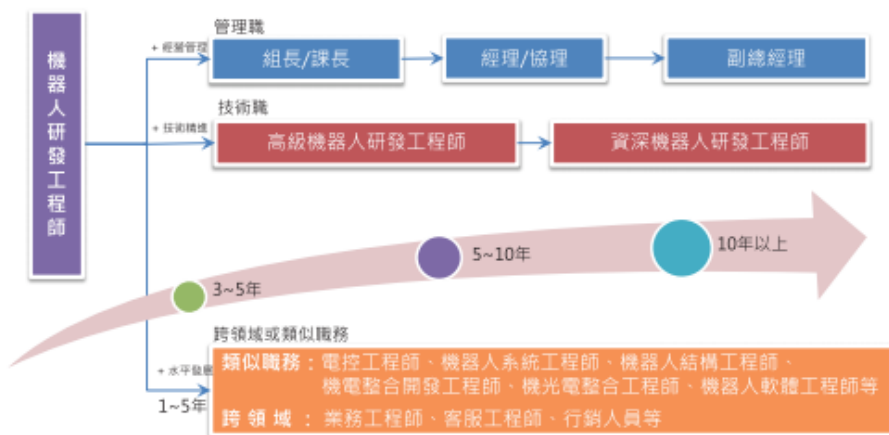 機器人研發工程師
管理職
+ 經營管理
組長/課長
經理/協理
副總經理
技術職
+ 技術精進
高級機器人研發工程師
資深機器人研發工程師
10年以上
5~10年
3~5年
跨領域或類似職務
+ 水平發展
1~5年
類似職務：電控工程師、機器人系統工程師、機器人結構工程師、
機電整合開發工程師、機光電整合工程師、機器人軟體工程師等
跨 領 域 ： 業務工程師、客服工程師、行銷人員等